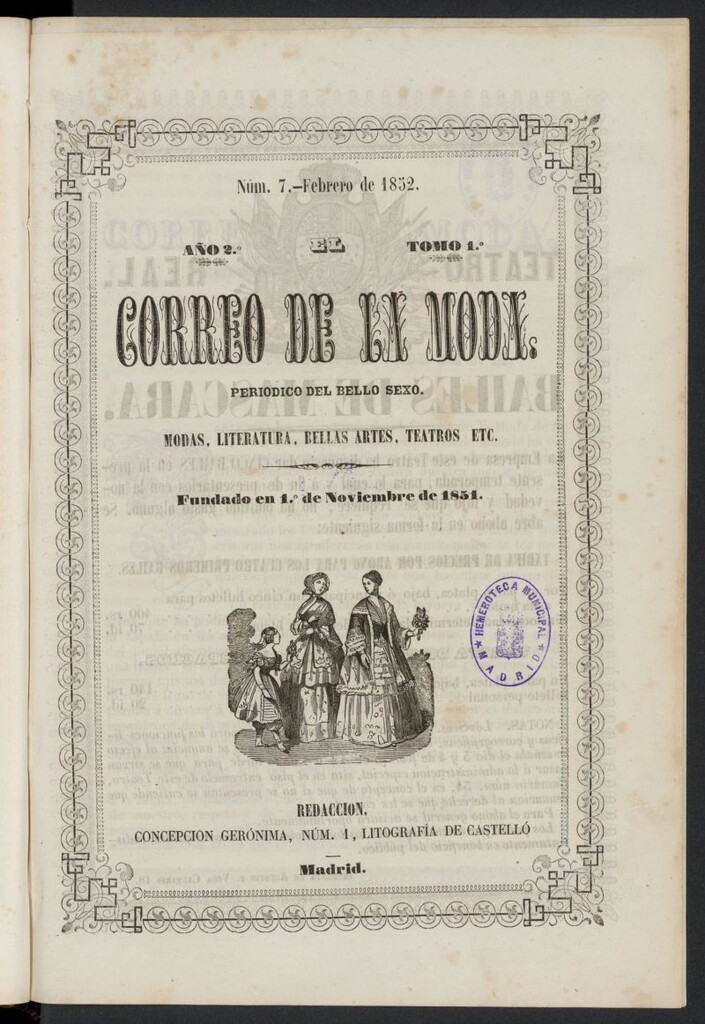 Núm. 7.—Febrero de 1852.
AÑO 2.º EL TOMO 1.º
CORREO DE LA MODA,
PERIODICO DEL BELLO SEXO.
MODAS, LITERATURA, BELLAS ARTES, TEATROS ETC.
Fundado en 1.º de Noviembre de 1851.
HEMEROTECA MUNICIPAL
MADRID
REDACCION,
CONCEPCION GERÓNIMA, NÚM. 1, LITOGRAFÍA DE CASTELLÓ
Madrid.